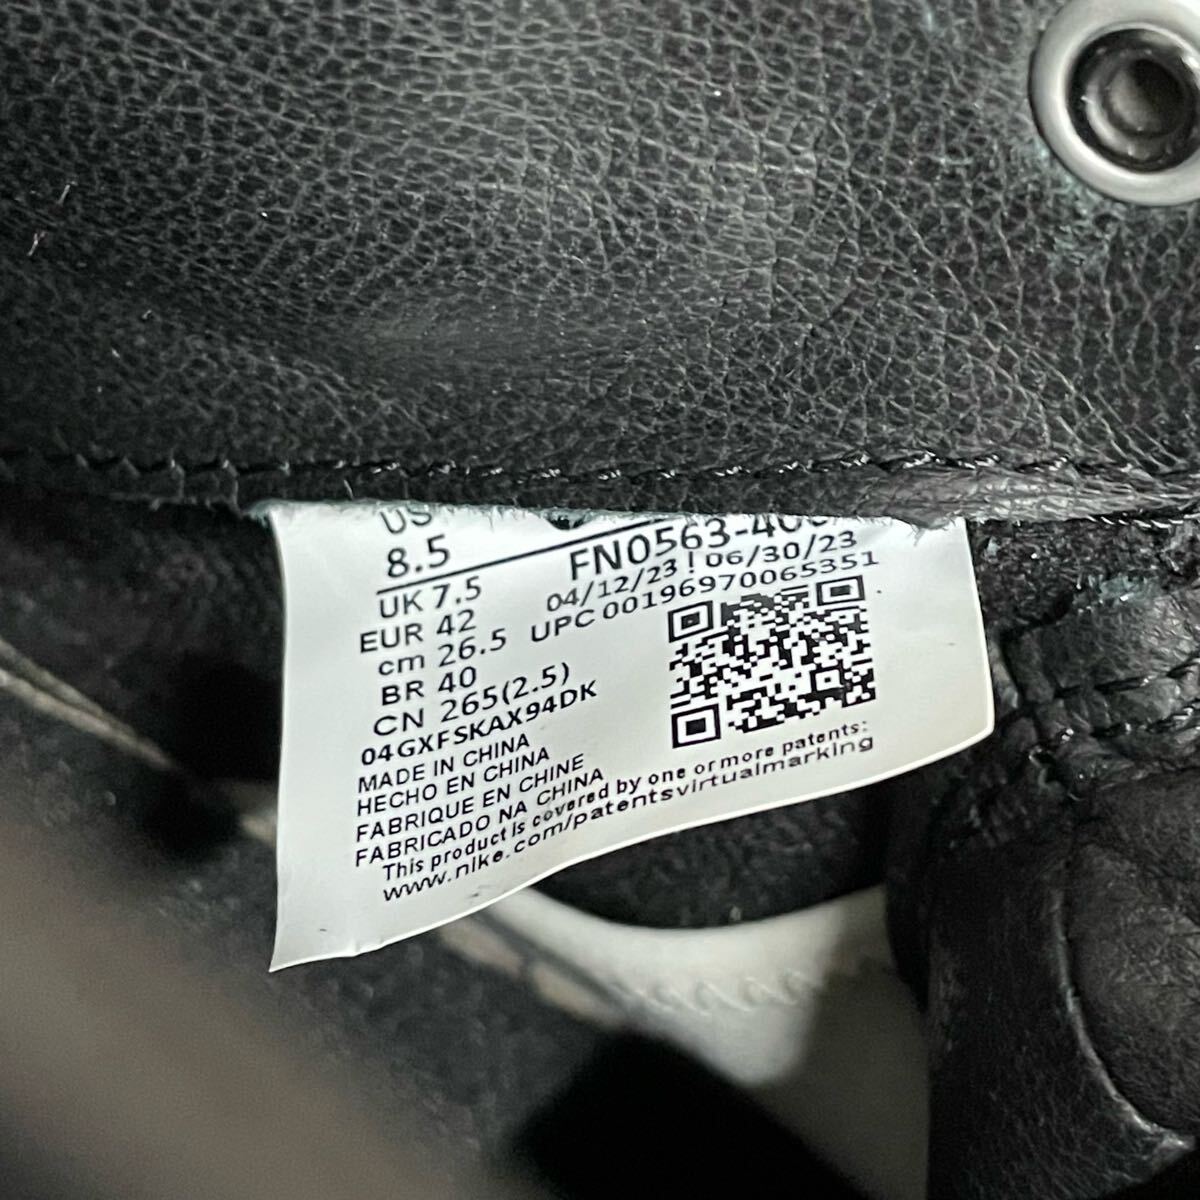 US
8.5
UK 7.5
EUR 42
cm 26.5
BR 40
CN 265(2.5)
04GXFSKAX94DK
MADE IN CHINA
HECHO EN CHINA
FABRIQUE EN CHINE
FABRICADO NA CHINA
This product is covered by one or more patents:
www.nike.com/patentsvirtualmarking
FN0563-400
04/12/23 ! 06/30/23
UPC 00196970065351